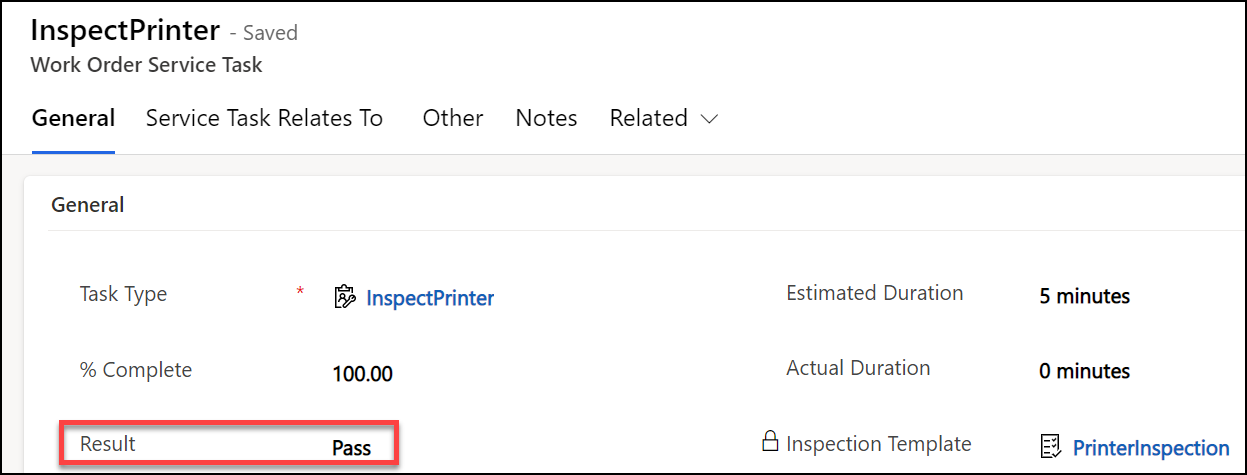 InspectPrinter - Saved
Work Order Service Task
General Service Task Relates To Other Notes Related
General
Task Type * InspectPrinter Estimated Duration 5 minutes
% Complete 100.00 Actual Duration 0 minutes
Result Pass Inspection Template PrinterInspection